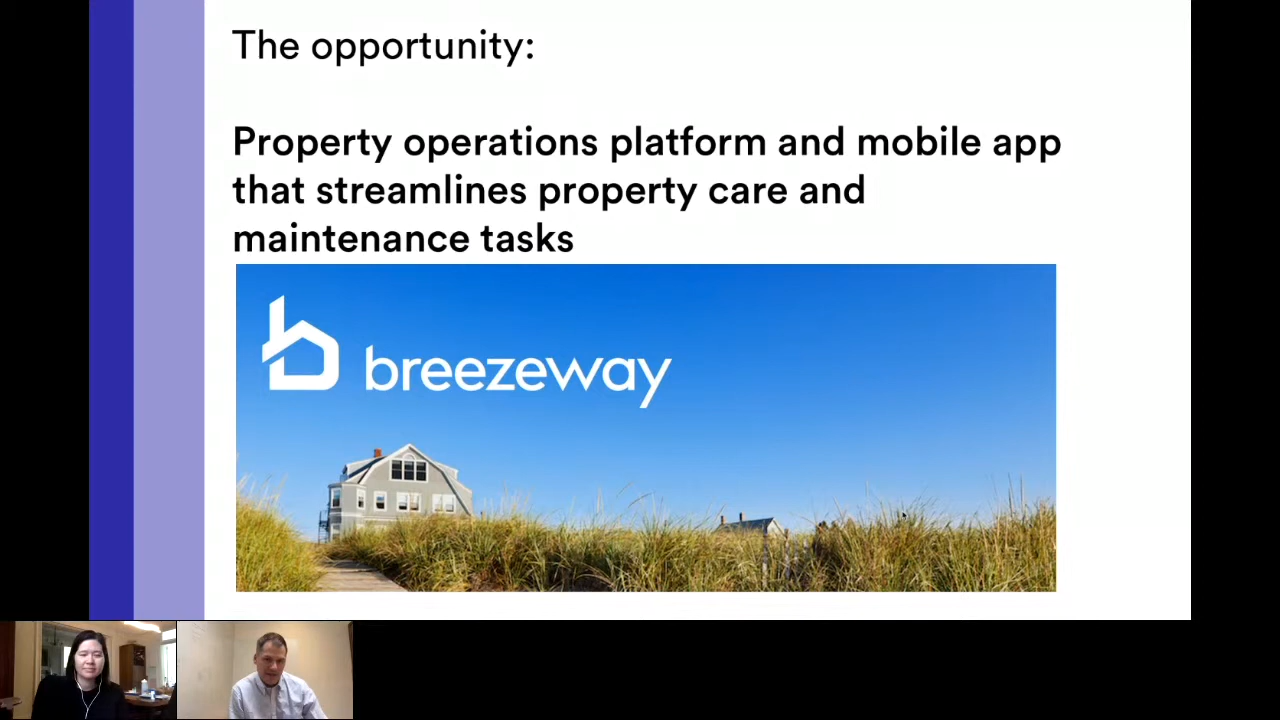 The opportunity:
Property operations platform and mobile app
that streamlines property care and
maintenance tasks
breezeway